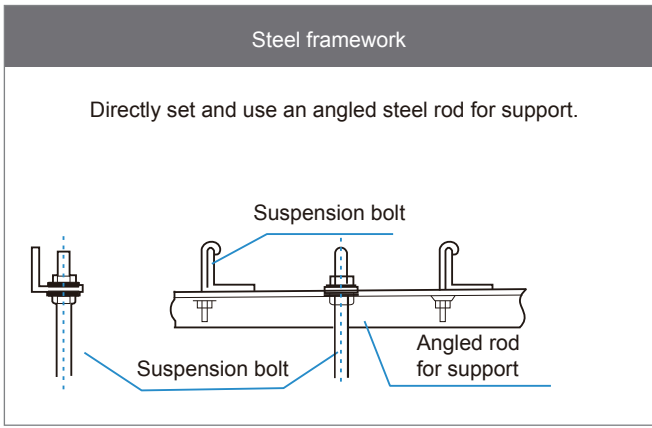 Steel framework
Directly set and use an angled steel rod for support.
Suspension bolt
Suspension bolt
Angled rod
for support